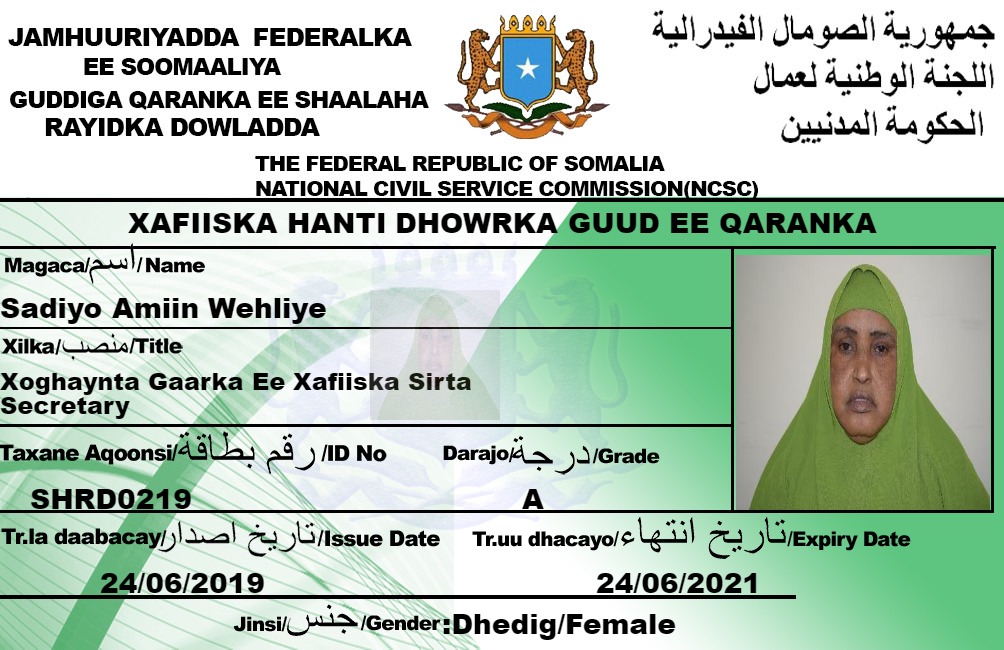 JAMHUURIYADDA FEDERALKA
EE SOOMAALIYA
GUDDIGA QARANKA EE SHAALAHA
RAYIDKA DOWLADDA
جمهورية الصومال الفيدرالية
اللجنة الوطنية لعمال
الحكومة المدنيين
THE FEDERAL REPUBLIC OF SOMALIA
NATIONAL CIVIL SERVICE COMMISSION(NCSC)
XAFIISKA HANTI DHOWRKA GUUD EE QARANKA
Magaca/اسم/Name
Sadiyo Amiin Wehliye
Xilka/منصب/Title
Xoghaynta Gaarka Ee Xafiiska Sirta
Secretary
Taxane Aqoonsi/رقم بطاقة/ID No
Darajo/درجة/Grade
SHRD0219
A
Tr.la daabacay/تاريخ اصدار/Issue Date
Tr.uu dhacayo/تاريخ انتهاء/Expiry Date
24/06/2019
24/06/2021
Jinsi/جنس/Gender:Dhedig/Female